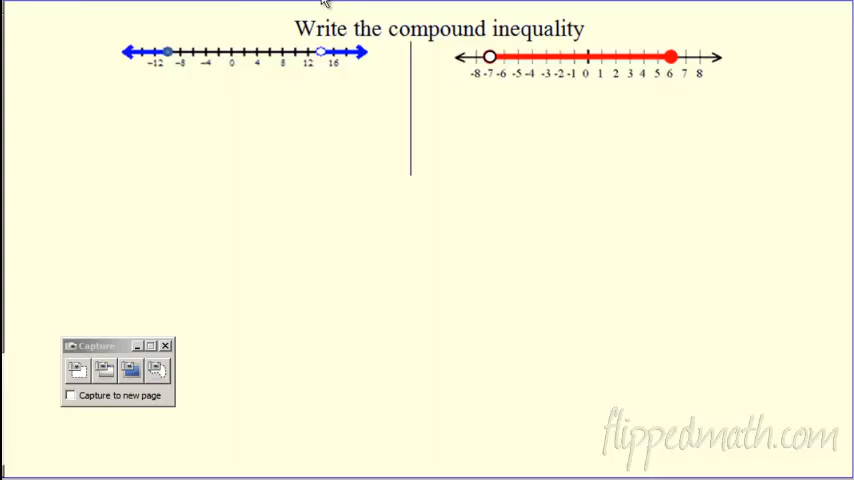 Write the compound inequality
-12 -8 -4 0 4 8 12 16
-8 -7 -6 -5 -4 -3 -2 -1 0 1 2 3 4 5 6 7 8
Capture
Capture to new page
flippedmath.com